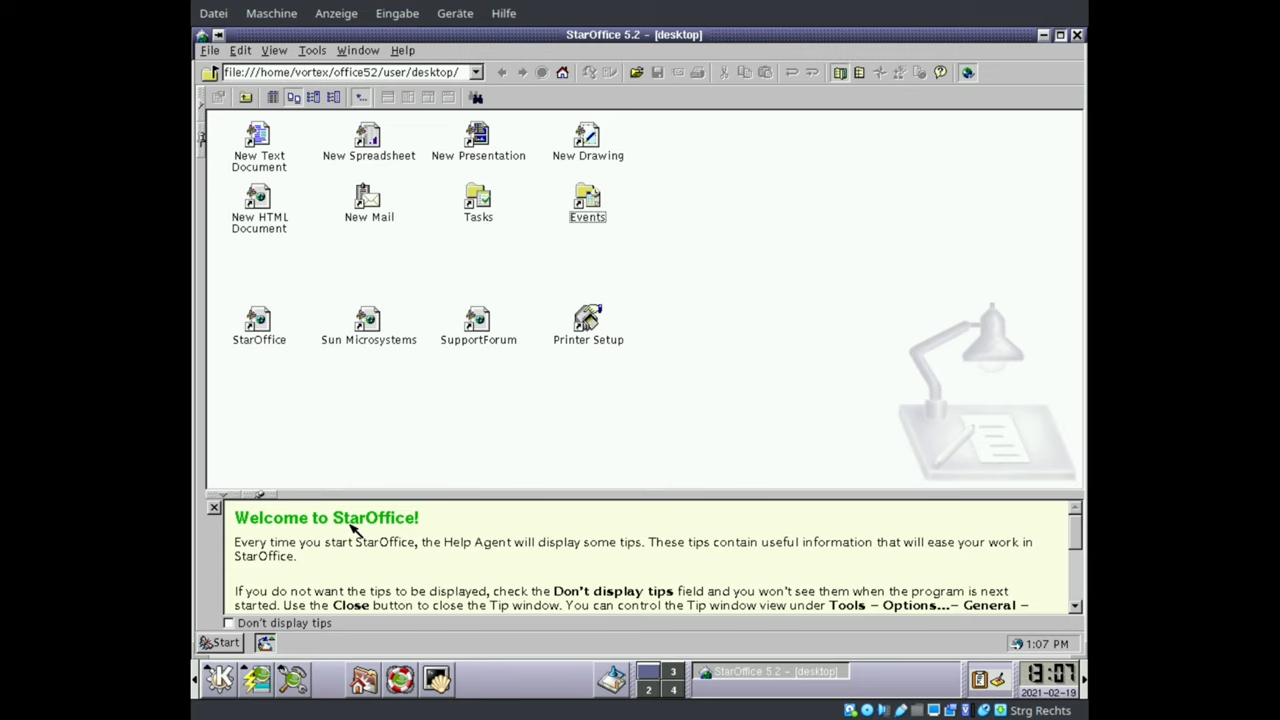 Datei Maschine Anzeige Eingabe Geräte Hilfe
StarOffice 5.2 – [desktop]
File Edit View Tools Window Help
file:///home/vortex/office52/user/desktop/
New Text
Document
New Spreadsheet
New Presentation
New Drawing
New HTML
Document
New Mail
Tasks
Events
StarOffice
Sun Microsystems
SupportForum
Printer Setup
Welcome to StarOffice!
Every time you start StarOffice, the Help Agent will display some tips. These tips contain useful information that will ease your work in
StarOffice.
If you do not want the tips to be displayed, check the Don't display tips field and you won't see them when the program is next
started. Use the Close button to close the Tip window. You can control the Tip window view under Tools – Options...– General –
Don't display tips
Start
1:07 PM
1 3
2 4
StarOffice 5.2 – [desktop]
13:07
2021-02-19
Strg Rechts